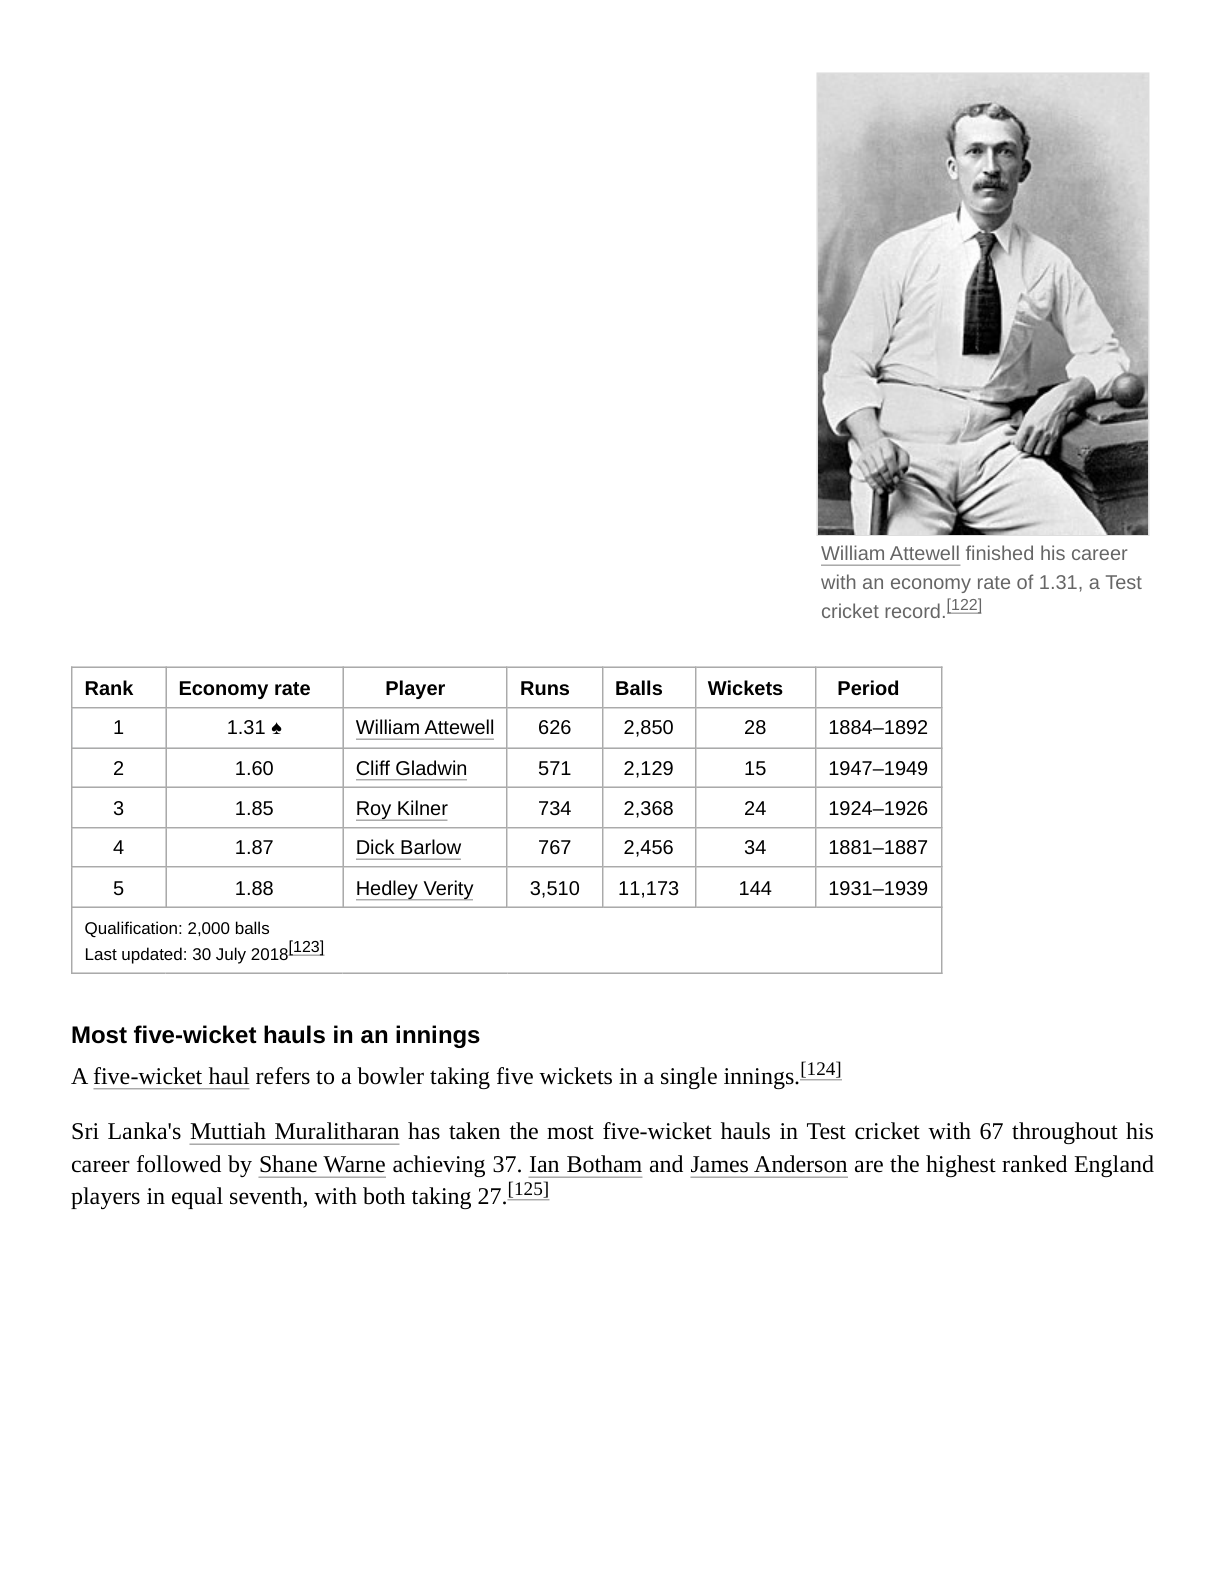 William Attewell finished his career
with an economy rate of 1.31, a Test
cricket record.[122]
Rank Economy rate Player Runs Balls Wickets Period
1 1.31 ♠ William Attewell 626 2,850 28 1884–1892
2 1.60 Cliff Gladwin 571 2,129 15 1947–1949
3 1.85 Roy Kilner 734 2,368 24 1924–1926
4 1.87 Dick Barlow 767 2,456 34 1881–1887
5 1.88 Hedley Verity 3,510 11,173 144 1931–1939
Qualification: 2,000 balls
Last updated: 30 July 2018[123]
Most five-wicket hauls in an innings
A five-wicket haul refers to a bowler taking five wickets in a single innings.[124]
Sri Lanka's Muttiah Muralitharan has taken the most five-wicket hauls in Test cricket with 67 throughout his
career followed by Shane Warne achieving 37. Ian Botham and James Anderson are the highest ranked England
players in equal seventh, with both taking 27.[125]